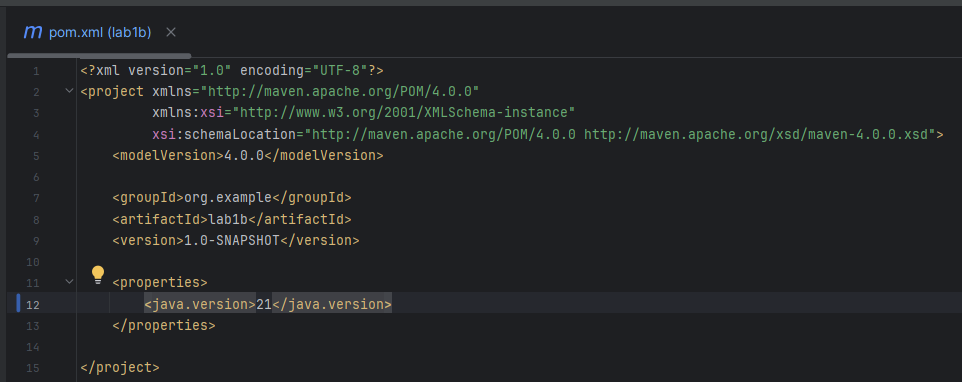 pom.xml (lab1b)
1 <?xml version="1.0" encoding="UTF-8"?>
2 <project xmlns="http://maven.apache.org/POM/4.0.0"
3          xmlns:xsi="http://www.w3.org/2001/XMLSchema-instance"
4          xsi:schemaLocation="http://maven.apache.org/POM/4.0.0 http://maven.apache.org/xsd/maven-4.0.0.xsd">
5     <modelVersion>4.0.0</modelVersion>
6
7     <groupId>org.example</groupId>
8     <artifactId>lab1b</artifactId>
9     <version>1.0-SNAPSHOT</version>
10
11     <properties>
12         <java.version>21</java.version>
13     </properties>
14
15 </project>